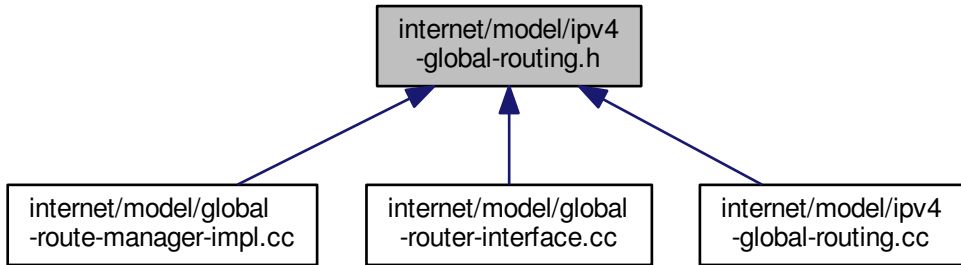 internet/model/ipv4
-global-routing.h
internet/model/global
-route-manager-impl.cc
internet/model/global
-router-interface.cc
internet/model/ipv4
-global-routing.cc